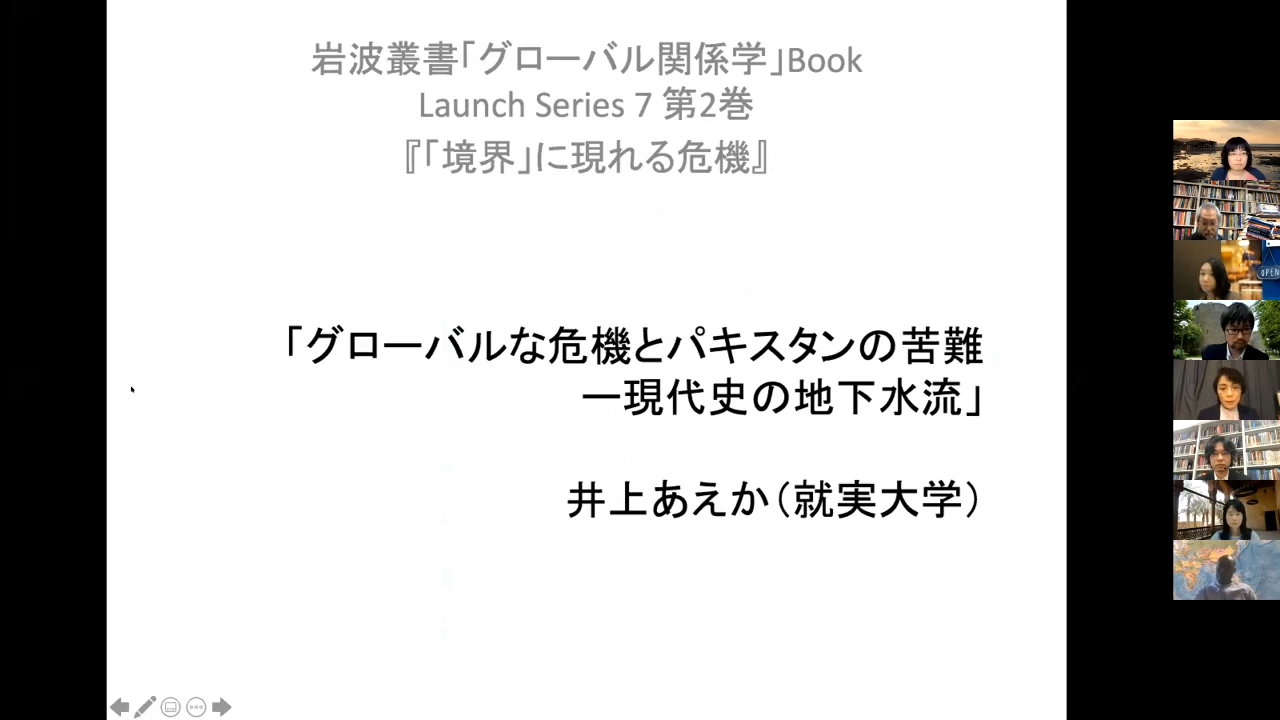 岩波叢書「グローバル関係学」Book
Launch Series 7 第2巻
『「境界」に現れる危機』
「グローバルな危機とパキスタンの苦難
―現代史の地下水流」
井上あえか（就実大学）
OPEN